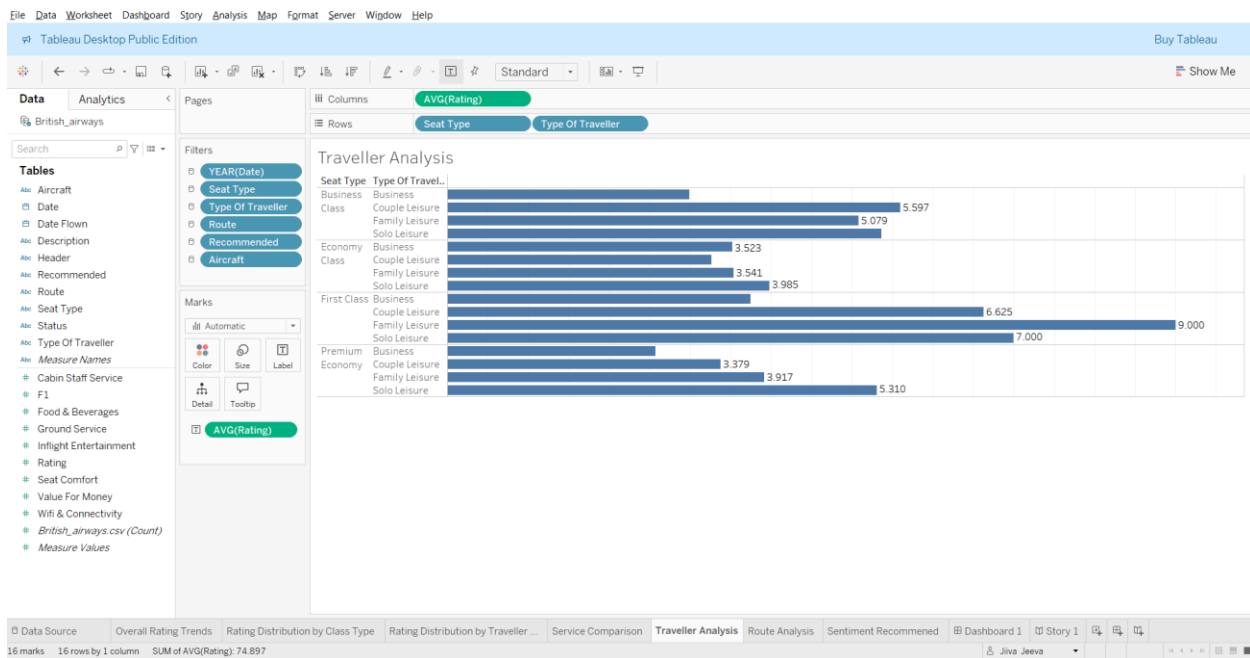 File Data Worksheet Dashboard Story Analysis Map Format Server Window Help
Tableau Desktop Public Edition
Buy Tableau
Standard
Show Me
Data Analytics
British_airways
Search
Tables
Abc Aircraft
Date
Date Flown
Abc Description
Abc Header
Abc Recommended
Abc Route
Abc Seat Type
Abc Status
Abc Type Of Traveller
Abc Measure Names
# Cabin Staff Service
# F1
# Food & Beverages
# Ground Service
# Inflight Entertainment
# Rating
# Seat Comfort
# Value For Money
# Wifi & Connectivity
# British_airways.csv (Count)
# Measure Values
Pages
Filters
YEAR(Date)
Seat Type
Type Of Traveller
Route
Recommended
Aircraft
Marks
Automatic
Color Size Label
Detail Tooltip
AVG(Rating)
Columns AVG(Rating)
Rows Seat Type Type Of Traveller
Traveller Analysis
Seat Type Type Of Travel..
Business Business
Class Couple Leisure 5.597
Family Leisure 5.079
Solo Leisure
Economy Business 3.523
Class Couple Leisure
Family Leisure 3.541
Solo Leisure 3.985
First Class Business
Couple Leisure 6.625
Family Leisure 9.000
Solo Leisure 7.000
Premium Business
Economy Couple Leisure 3.379
Family Leisure 3.917
Solo Leisure 5.310
Data Source Overall Rating Trends Rating Distribution by Class Type Rating Distribution by Traveller ... Service Comparison Traveller Analysis Route Analysis Sentiment Recommened Dashboard 1 Story 1
16 marks 16 rows by 1 column SUM of AVG(Rating): 74.897
Jiiva Jeeva